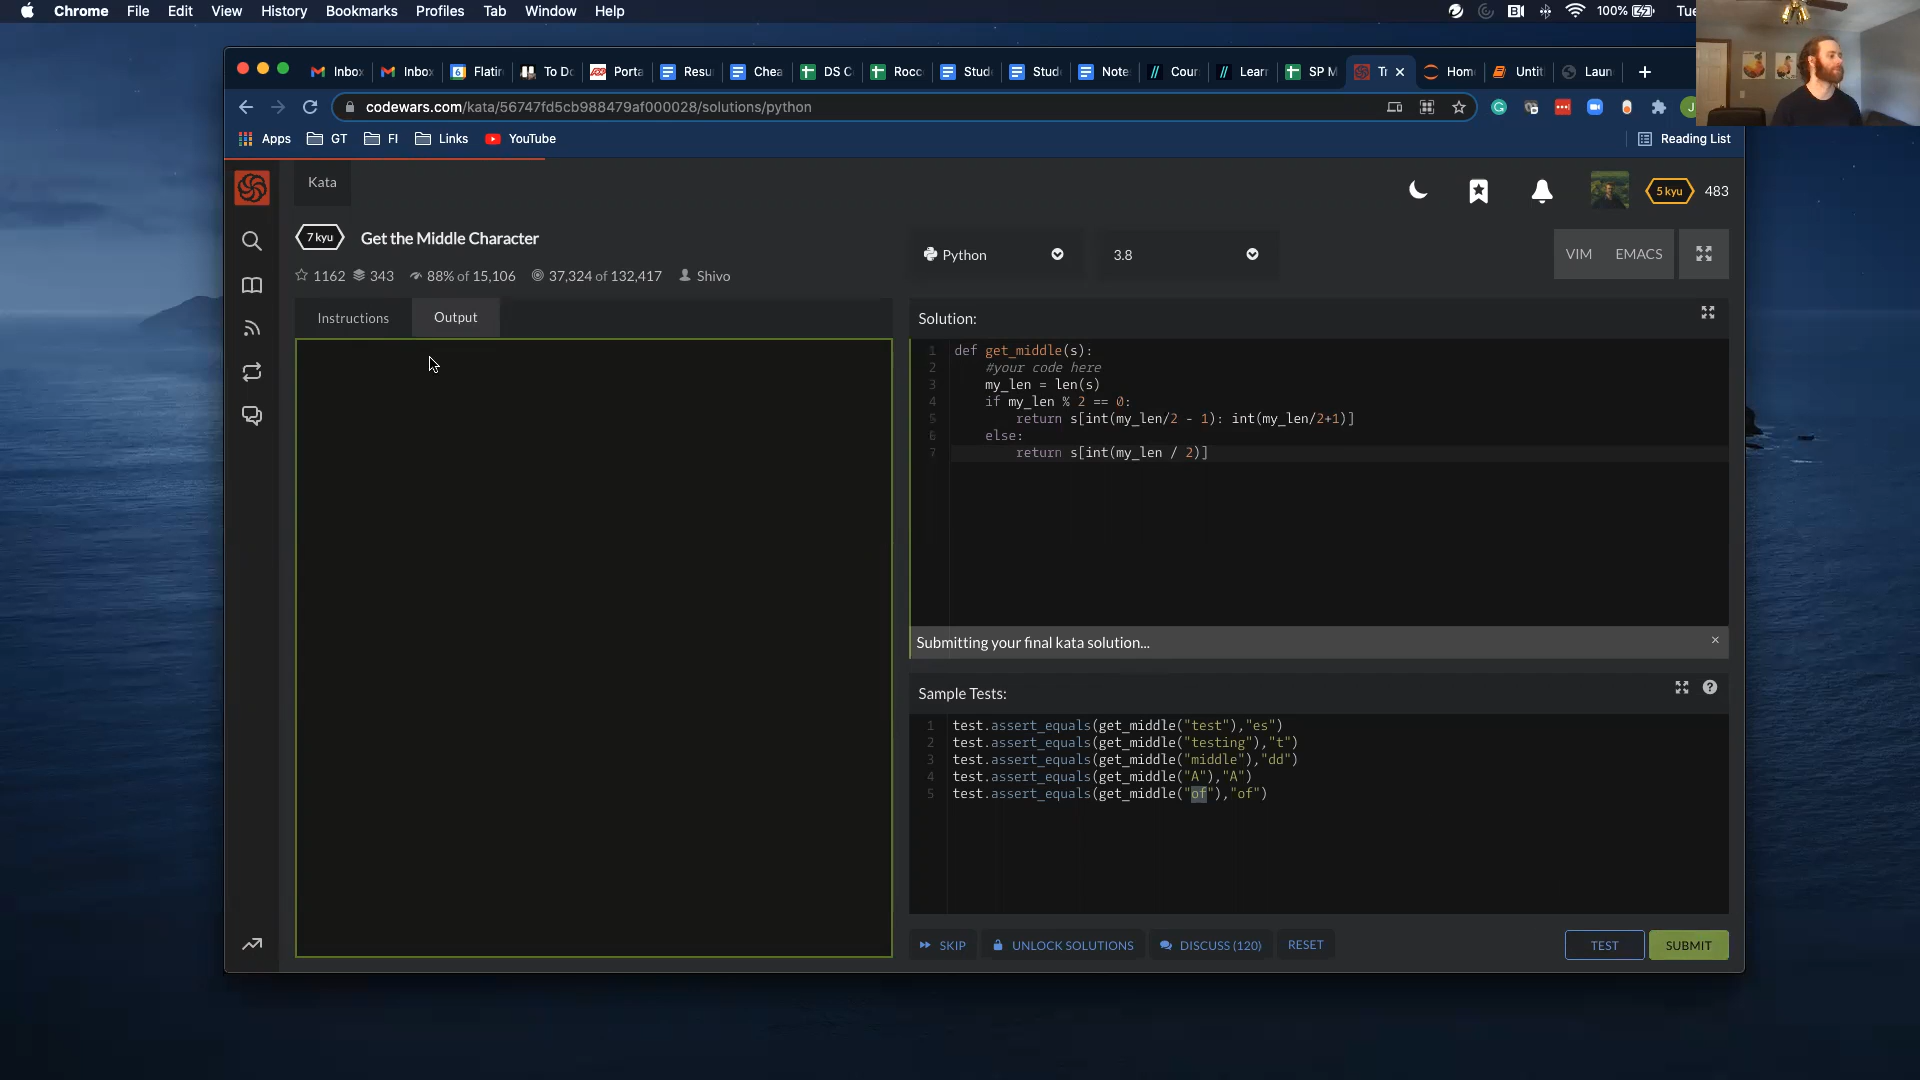 Chrome File Edit View History Bookmarks Profiles Tab Window Help 100% Tue
Inbox Inbox Flatir To Do Porta Resu Chea DS C Rocc Stud Stud Note Cour Lear SP M Tr Hom Unti Laun
codewars.com/kata/56747fd5cb988479af000028/solutions/python
Apps GT FI Links YouTube Reading List
Kata
5 kyu 483
7 kyu Get the Middle Character
1162 343 88% of 15,106 37,324 of 132,417 Shivo
Python 3.8 VIM EMACS
Instructions Output
Solution:
1 def get_middle(s):
2 #your code here
3 my_len = len(s)
4 if my_len % 2 == 0:
5 return s[int(my_len/2 - 1): int(my_len/2+1)]
6 else:
7 return s[int(my_len / 2)]
Submitting your final kata solution...
Sample Tests:
1 test.assert_equals(get_middle("test"),"es")
2 test.assert_equals(get_middle("testing"),"t")
3 test.assert_equals(get_middle("middle"),"dd")
4 test.assert_equals(get_middle("A"),"A")
5 test.assert_equals(get_middle("of"),"of")
SKIP UNLOCK SOLUTIONS DISCUSS (120) RESET TEST SUBMIT